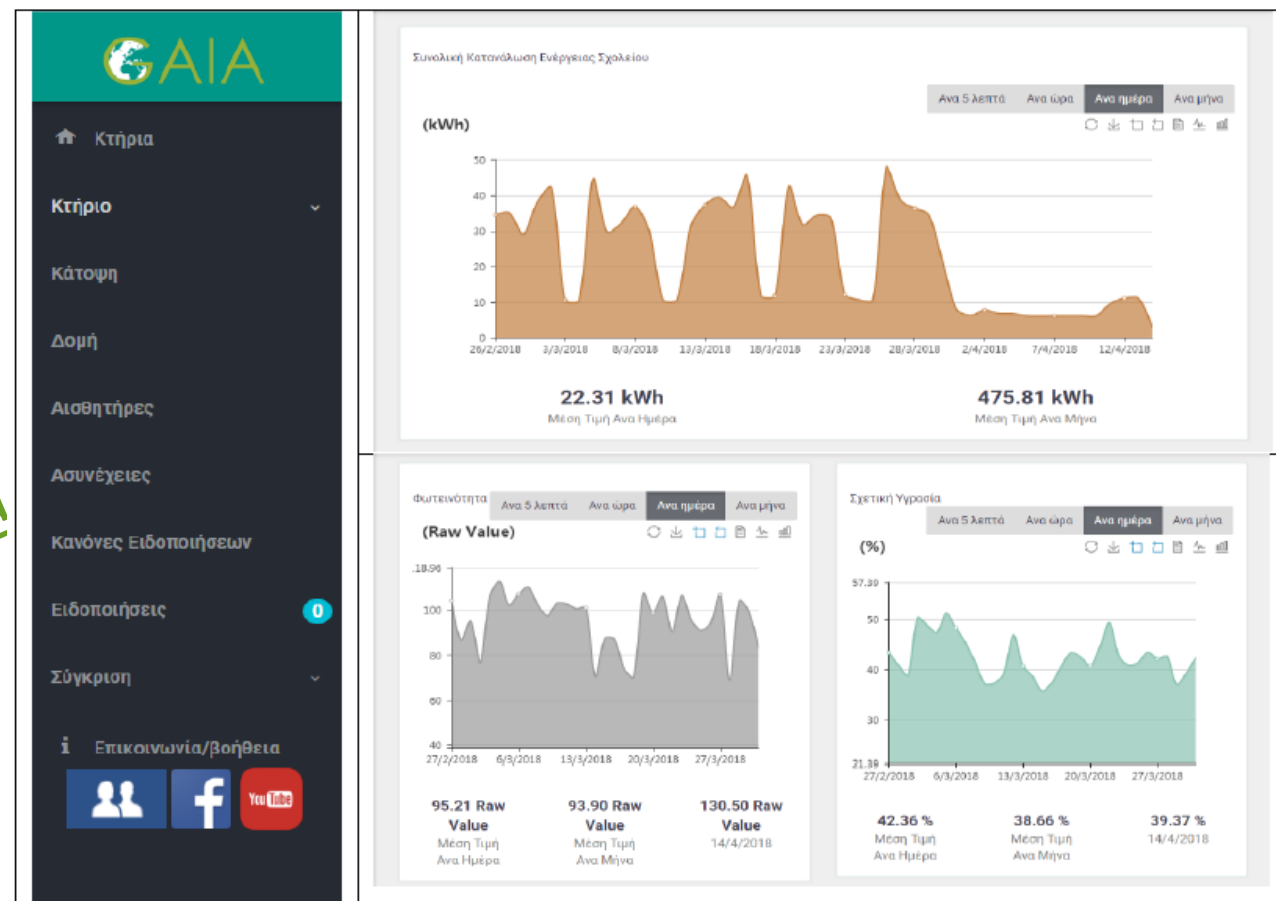 GAIA
Κτήρια
Κτήριο
Κάτοψη
Δομή
Αισθητήρες
Ασυνέχειες
Κανόνες Ειδοποιήσεων
Ειδοποιήσεις 0
Σύγκριση
i Επικοινωνία/βοήθεια
f You Tube
Συνολική Κατανάλωση Ενέργειας Σχολείου
Ανα 5 λεπτά Ανα ώρα Ανα ημέρα Ανα μήνα
(kWh)
50
40
30
20
10
0
26/2/2018 3/3/2018 8/3/2018 13/3/2018 18/3/2018 23/3/2018 28/3/2018 2/4/2018 7/4/2018 12/4/2018
22.31 kWh 475.81 kWh
Μέση Τιμή Ανα Ημέρα Μέση Τιμή Ανα Μήνα
Φωτεινότητα Ανα 5 λεπτά Ανα ώρα Ανα ημέρα Ανα μήνα
(Raw Value)
.18.96
100
80
60
40
27/2/2018 6/3/2018 13/3/2018 20/3/2018 27/3/2018
95.21 Raw 93.90 Raw 130.50 Raw
Value Value Value
Μέση Τιμή Μέση Τιμή 14/4/2018
Ανα Ημέρα Ανα Μήνα
Σχετική Υγρασία
Ανα 5 λεπτά Ανα ώρα Ανα ημέρα Ανα μήνα
(%)
57.39
50
40
30
21.39
27/2/2018 6/3/2018 13/3/2018 20/3/2018 27/3/2018
42.36 % 38.66 % 39.37 %
Μέση Τιμή Μέση Τιμή 14/4/2018
Ανα Ημέρα Ανα Μήνα